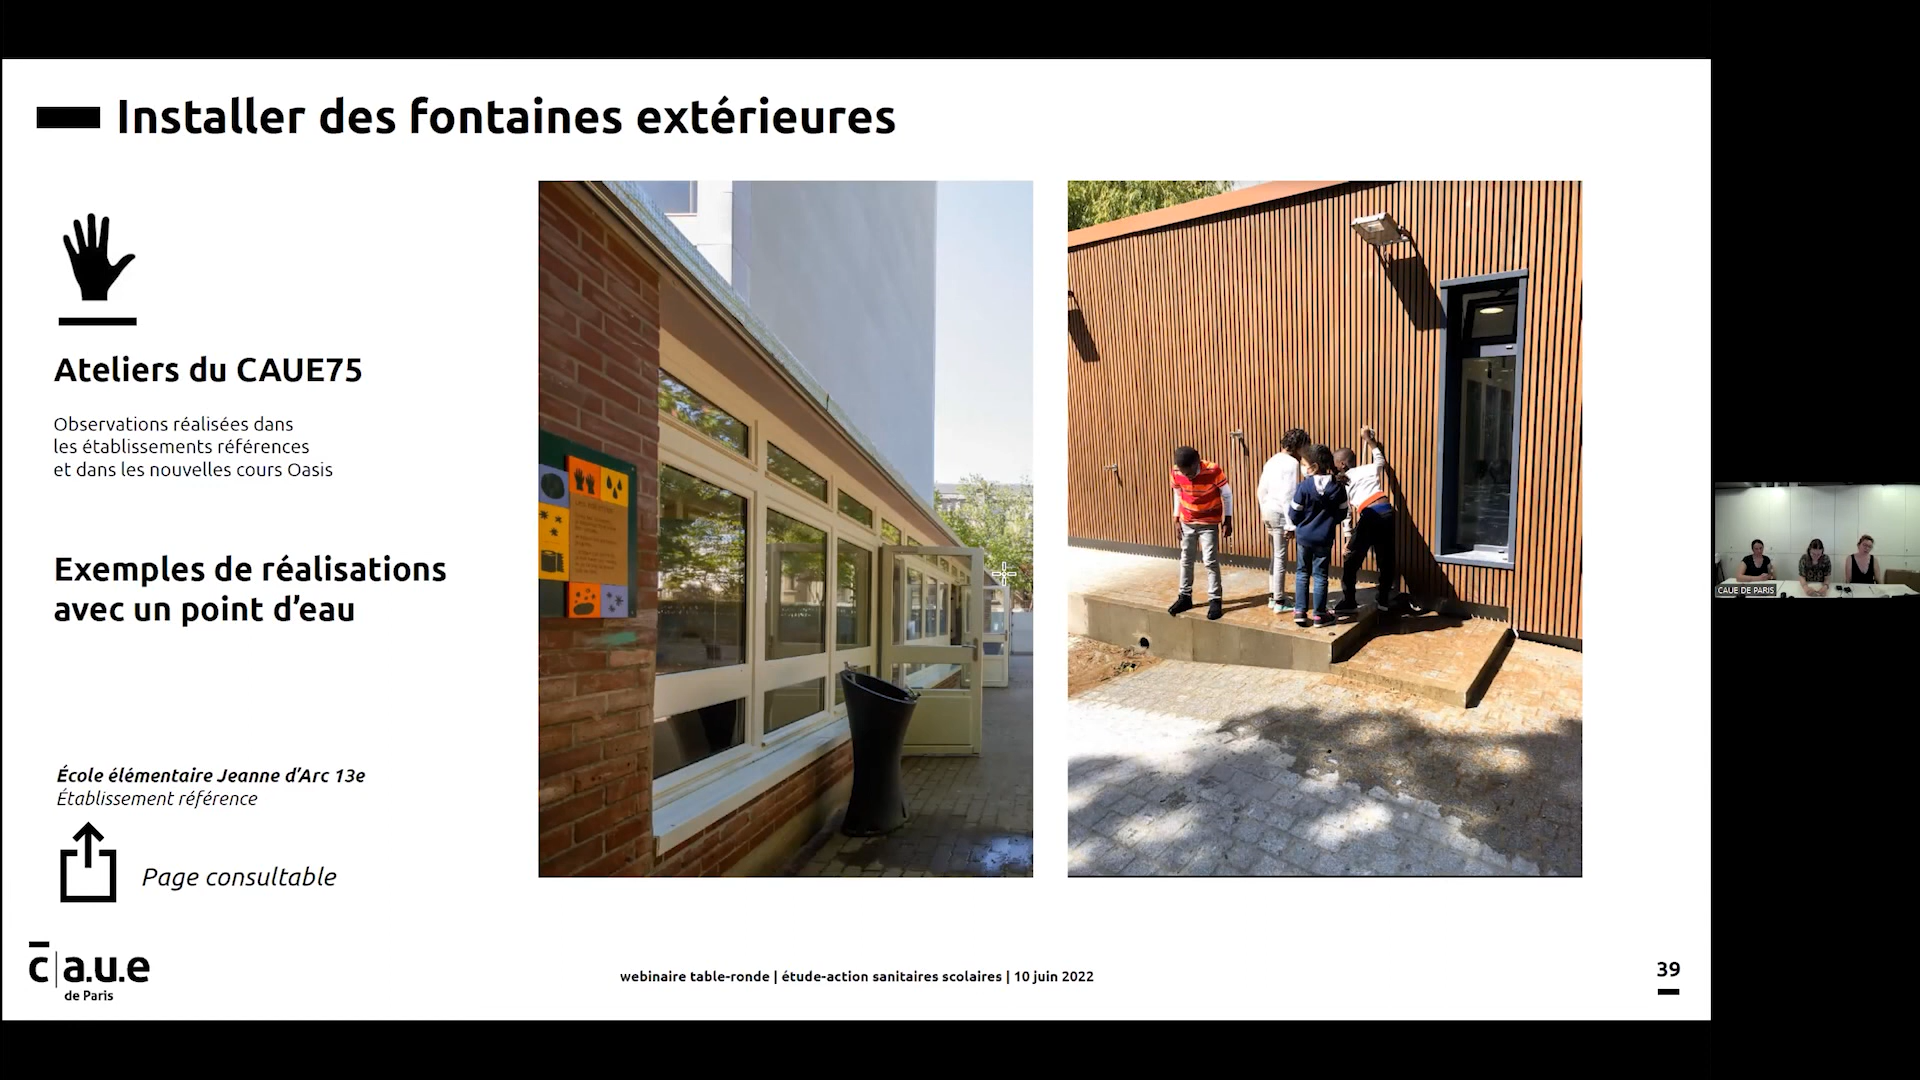 Installer des fontaines extérieures
Ateliers du CAUE75
Observations réalisées dans
les établissements références
et dans les nouvelles cours Oasis
Exemples de réalisations
avec un point d'eau
École élémentaire Jeanne d'Arc 13e
Établissement référence
Page consultable
c|a.u.e
de Paris
webinaire table-ronde | étude-action sanitaires scolaires | 10 juin 2022
39
CAUE DE PARIS